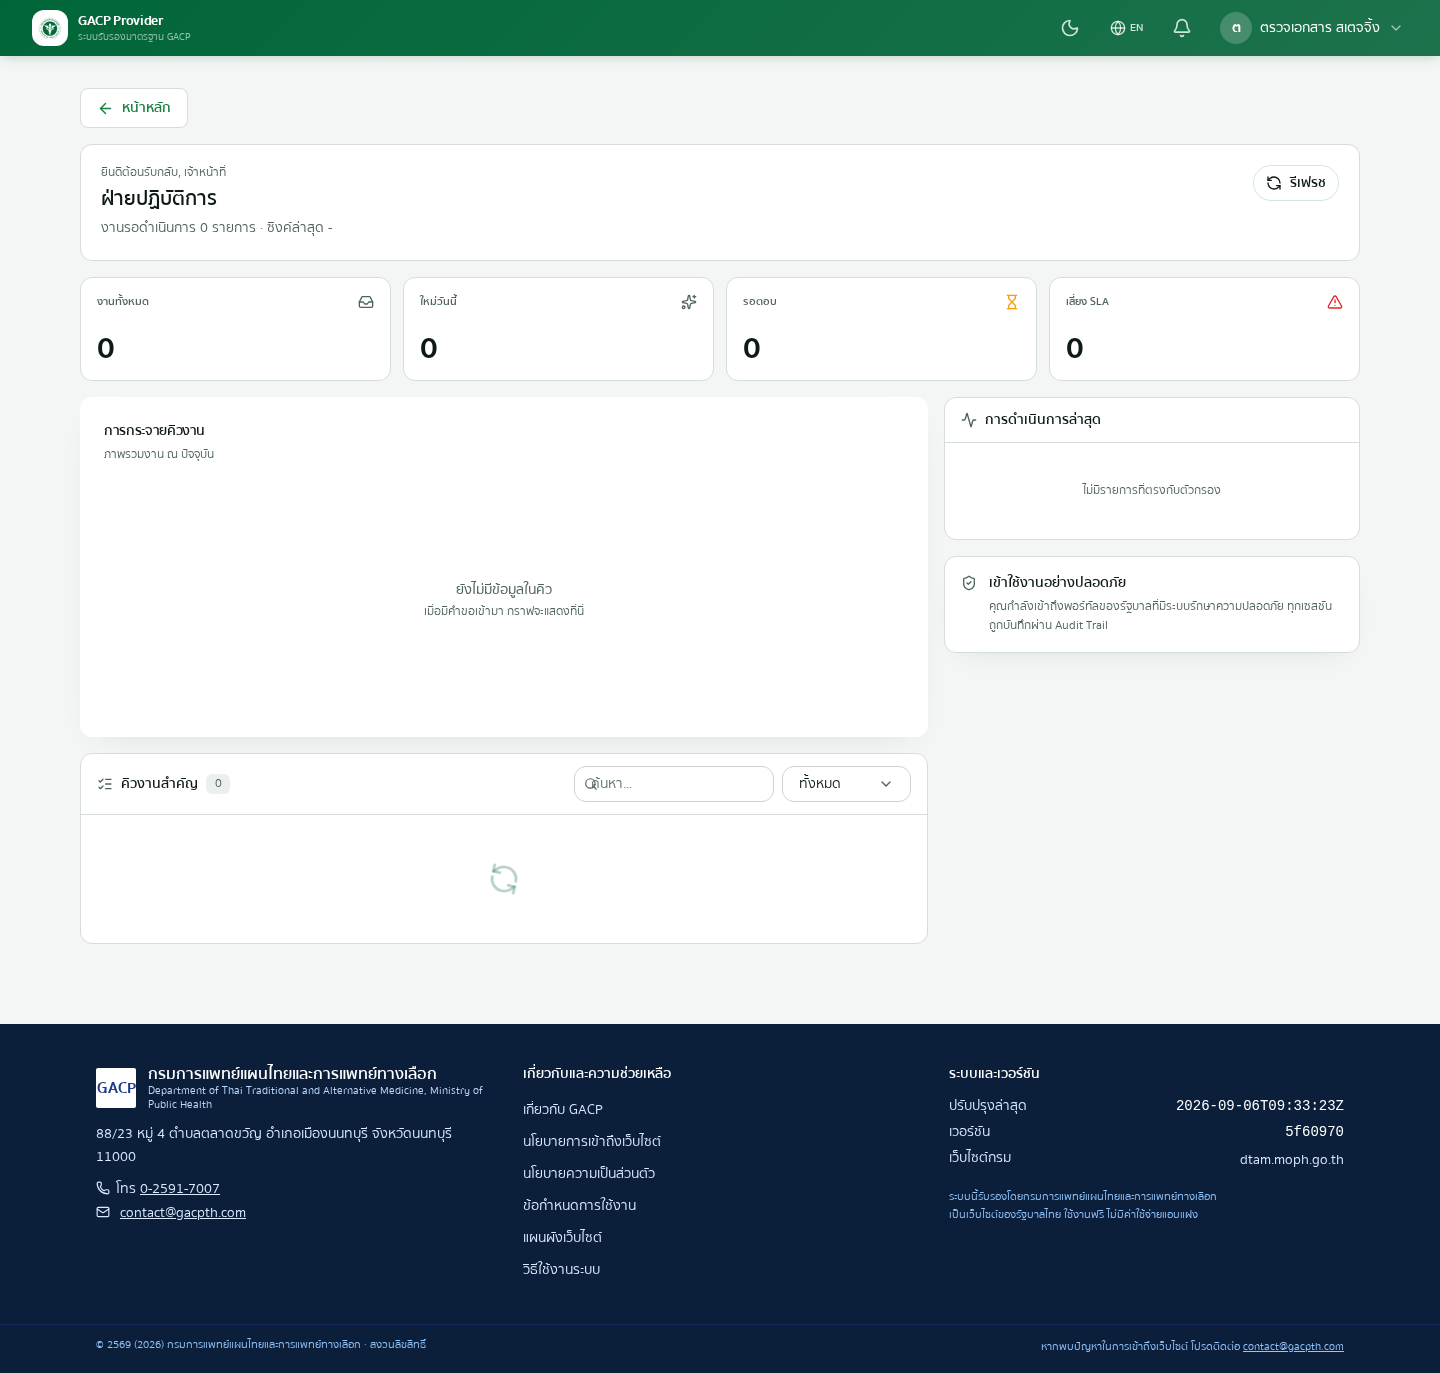 GACP Provider
ระบบรับรองมาตรฐาน GACP
EN
ต
ตรวจเอกสาร สเตจจิ้ง
หน้าหลัก
ยินดีต้อนรับกลับ, เจ้าหน้าที่
ฝ่ายปฏิบัติการ
งานรอดำเนินการ 0 รายการ · ซิงค์ล่าสุด -
รีเฟรช
งานทั้งหมด
0
ใหม่วันนี้
0
รอตอบ
0
เสี่ยง SLA
0
การกระจายคิวงาน
ภาพรวมงาน ณ ปัจจุบัน
ยังไม่มีข้อมูลในคิว
เมื่อมีคำขอเข้ามา กราฟจะแสดงที่นี่
การดำเนินการล่าสุด
ไม่มีรายการที่ตรงกับตัวกรอง
เข้าใช้งานอย่างปลอดภัย
คุณกำลังเข้าถึงพอร์ทัลของรัฐบาลที่มีระบบรักษาความปลอดภัย ทุกเซสชัน
ถูกบันทึกผ่าน Audit Trail
คิวงานสำคัญ
0
ค้นหา...
ทั้งหมด
GACP
กรมการแพทย์แผนไทยและการแพทย์ทางเลือก
Department of Thai Traditional and Alternative Medicine, Ministry of
Public Health
88/23 หมู่ 4 ตำบลตลาดขวัญ อำเภอเมืองนนทบุรี จังหวัดนนทบุรี
11000
โทร 0-2591-7007
contact@gacpth.com
เกี่ยวกับและความช่วยเหลือ
เกี่ยวกับ GACP
นโยบายการเข้าถึงเว็บไซต์
นโยบายความเป็นส่วนตัว
ข้อกำหนดการใช้งาน
แผนผังเว็บไซต์
วิธีใช้งานระบบ
ระบบและเวอร์ชัน
ปรับปรุงล่าสุด
2026-09-06T09:33:23Z
เวอร์ชัน
5f60970
เว็บไซต์กรม
dtam.moph.go.th
ระบบนี้รับรองโดยกรมการแพทย์แผนไทยและการแพทย์ทางเลือก
เป็นเว็บไซต์ของรัฐบาลไทย ใช้งานฟรี ไม่มีค่าใช้จ่ายแอบแฝง
© 2569 (2026) กรมการแพทย์แผนไทยและการแพทย์ทางเลือก · สงวนลิขสิทธิ์
หากพบปัญหาในการเข้าถึงเว็บไซต์ โปรดติดต่อ contact@gacpth.com